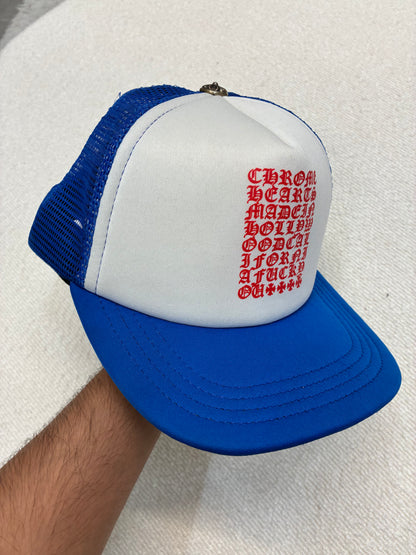 CHROME
HEARTS
MADEIN
HOLLYW
OODCAL
IFORNI
AFUCKY
OU✠✠✠✠